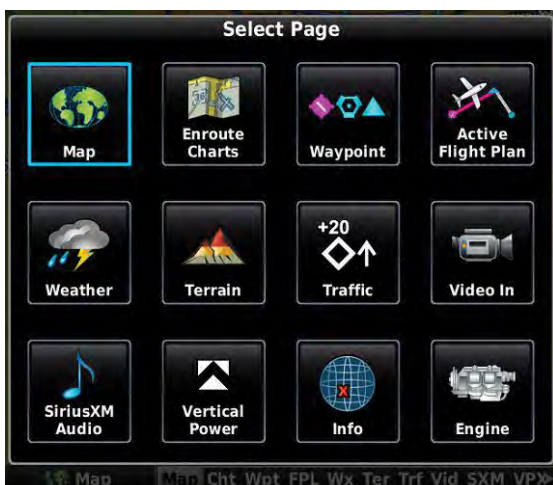 Select Page
Map
Enroute
Charts
Waypoint
Active
Flight Plan
Weather
Terrain
+20
Traffic
Video In
SiriusXM
Audio
Vertical
Power
X
Info
Engine
Map Map Cht Wpt FPL Wx Ter Trf Vid SXM VPX